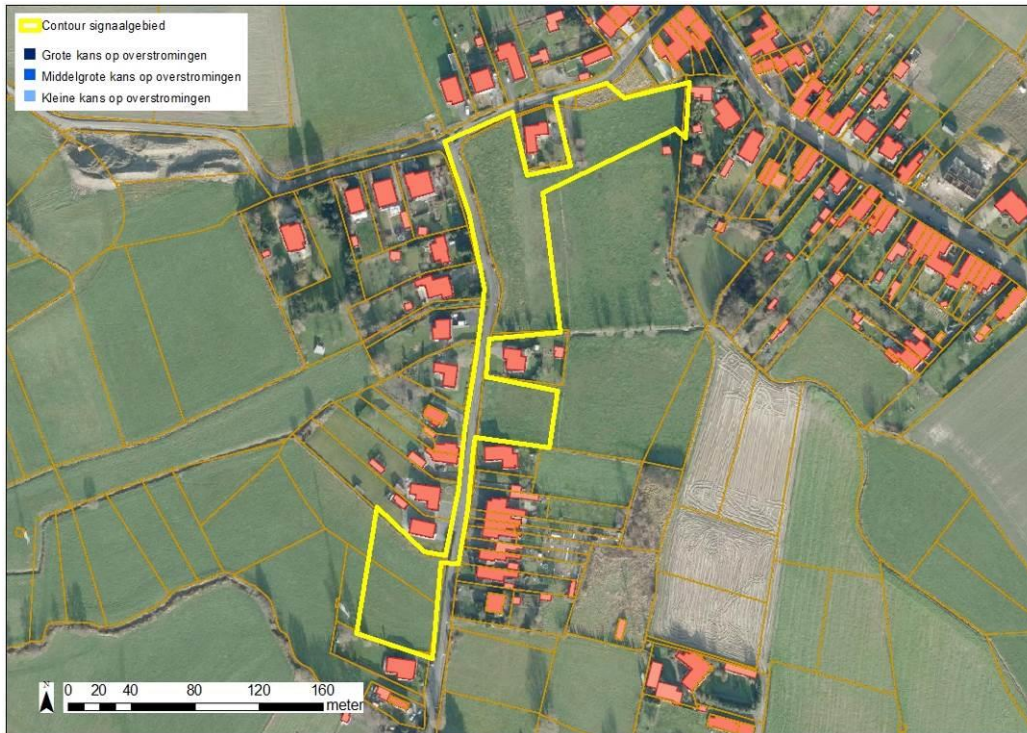 Contour signaalgebied
Grote kans op overstromingen
Middelgrote kans op overstromingen
Kleine kans op overstromingen
N
0 20 40 80 120 160
meter